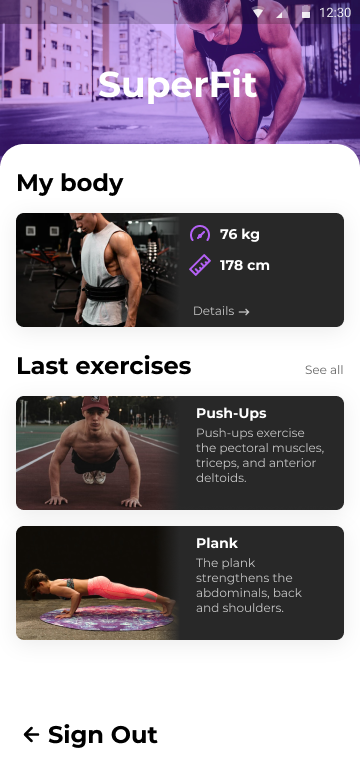 12:30
SuperFit
My body
76 kg
178 cm
Details →
Last exercises
See all
Push-Ups
Push-ups exercise
the pectoral muscles,
triceps, and anterior
deltoids.
Plank
The plank
strengthens the
abdominals, back
and shoulders.
← Sign Out